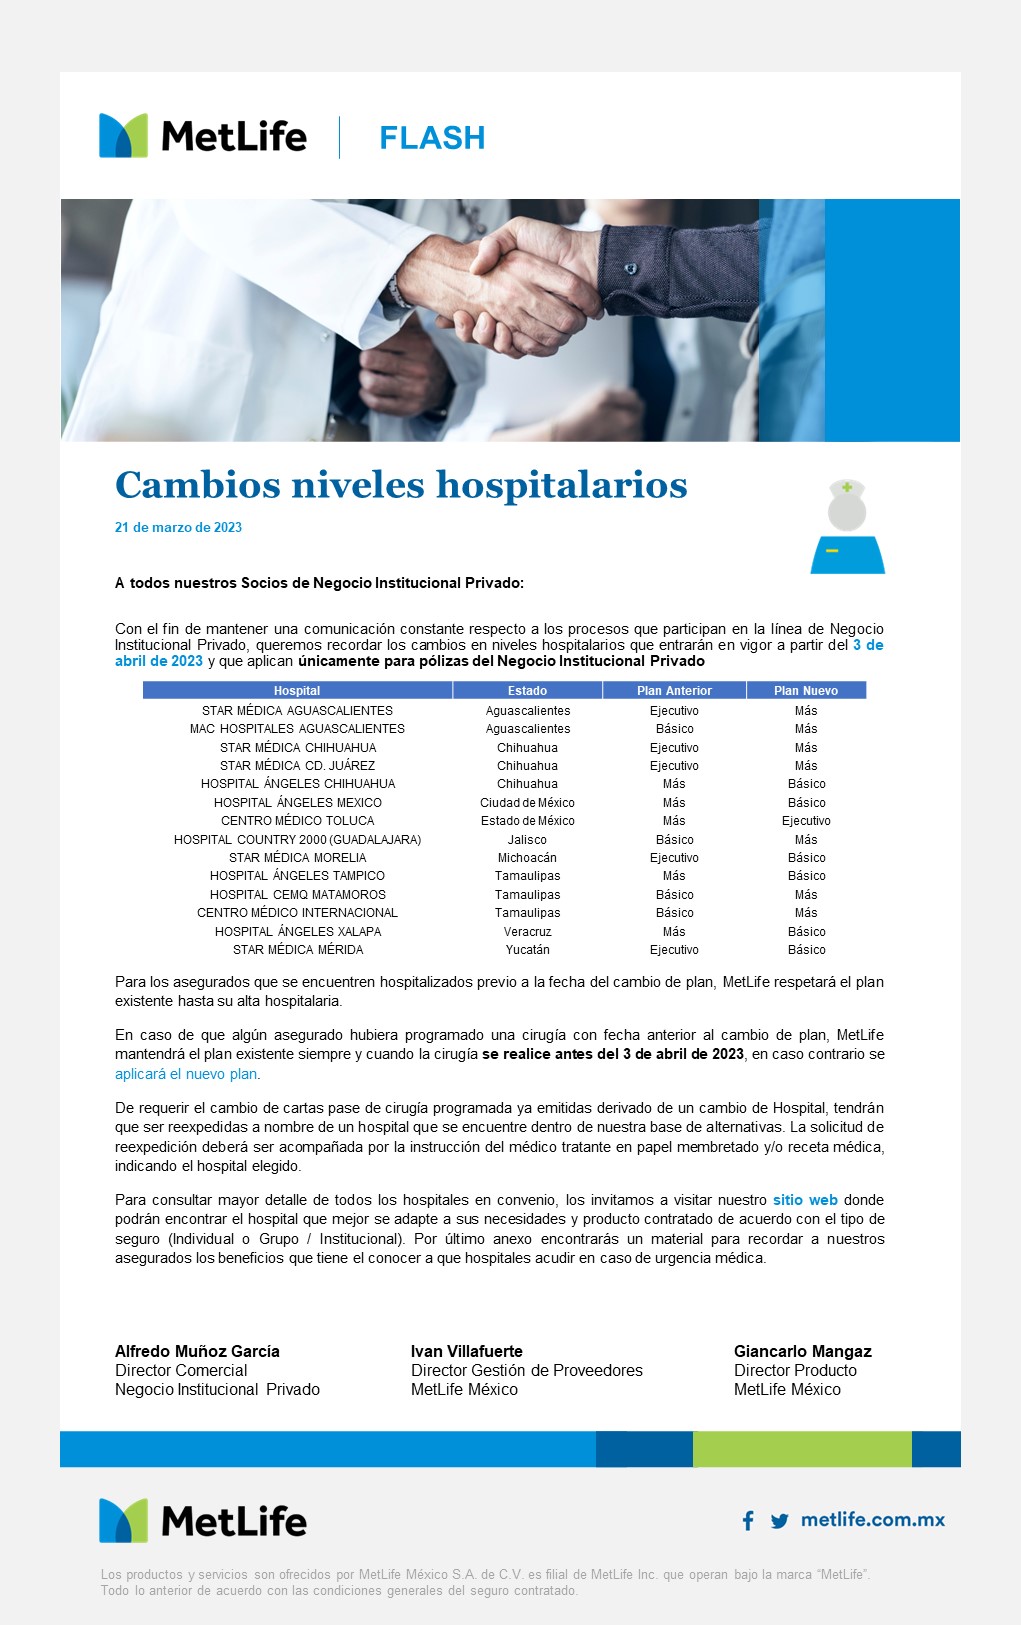 MetLife
FLASH
Cambios niveles hospitalarios
21 de marzo de 2023
A todos nuestros Socios de Negocio Institucional Privado:
Con el fin de mantener una comunicación constante respecto a los procesos que participan en la línea de Negocio
Institucional Privado, queremos recordar los cambios en niveles hospitalarios que entrarán en vigor a partir del 3 de
abril de 2023 y que aplican únicamente para pólizas del Negocio Institucional Privado
Hospital Estado Plan Anterior Plan Nuevo
STAR MÉDICA AGUASCALIENTES Aguascalientes Ejecutivo Más
MAC HOSPITALES AGUASCALIENTES Aguascalientes Básico Más
STAR MÉDICA CHIHUAHUA Chihuahua Ejecutivo Más
STAR MÉDICA CD. JUÁREZ Chihuahua Ejecutivo Más
HOSPITAL ÁNGELES CHIHUAHUA Chihuahua Más Básico
HOSPITAL ÁNGELES MEXICO Ciudad de México Más Básico
CENTRO MÉDICO TOLUCA Estado de México Más Ejecutivo
HOSPITAL COUNTRY 2000 (GUADALAJARA) Jalisco Básico Más
STAR MÉDICA MORELIA Michoacán Ejecutivo Básico
HOSPITAL ÁNGELES TAMPICO Tamaulipas Más Básico
HOSPITAL CEMQ MATAMOROS Tamaulipas Básico Más
CENTRO MÉDICO INTERNACIONAL Tamaulipas Básico Más
HOSPITAL ÁNGELES XALAPA Veracruz Más Básico
STAR MÉDICA MÉRIDA Yucatán Ejecutivo Básico
Para los asegurados que se encuentren hospitalizados previo a la fecha del cambio de plan, MetLife respetará el plan
existente hasta su alta hospitalaria.
En caso de que algún asegurado hubiera programado una cirugía con fecha anterior al cambio de plan, MetLife
mantendrá el plan existente siempre y cuando la cirugía se realice antes del 3 de abril de 2023, en caso contrario se
aplicará el nuevo plan.
De requerir el cambio de cartas pase de cirugía programada ya emitidas derivado de un cambio de Hospital, tendrán
que ser reexpedidas a nombre de un hospital que se encuentre dentro de nuestra base de alternativas. La solicitud de
reexpedición deberá ser acompañada por la instrucción del médico tratante en papel membretado y/o receta médica,
indicando el hospital elegido.
Para consultar mayor detalle de todos los hospitales en convenio, los invitamos a visitar nuestro sitio web donde
podrán encontrar el hospital que mejor se adapte a sus necesidades y producto contratado de acuerdo con el tipo de
seguro (Individual o Grupo / Institucional). Por último anexo encontrarás un material para recordar a nuestros
asegurados los beneficios que tiene el conocer a que hospitales acudir en caso de urgencia médica.
Alfredo Muñoz García Ivan Villafuerte Giancarlo Mangaz
Director Comercial Director Gestión de Proveedores Director Producto
Negocio Institucional Privado MetLife México MetLife México
MetLife
metlife.com.mx
Los productos y servicios son ofrecidos por MetLife México S.A. de C.V. es filial de MetLife Inc. que operan bajo la marca “MetLife”.
Todo lo anterior de acuerdo con las condiciones generales del seguro contratado.